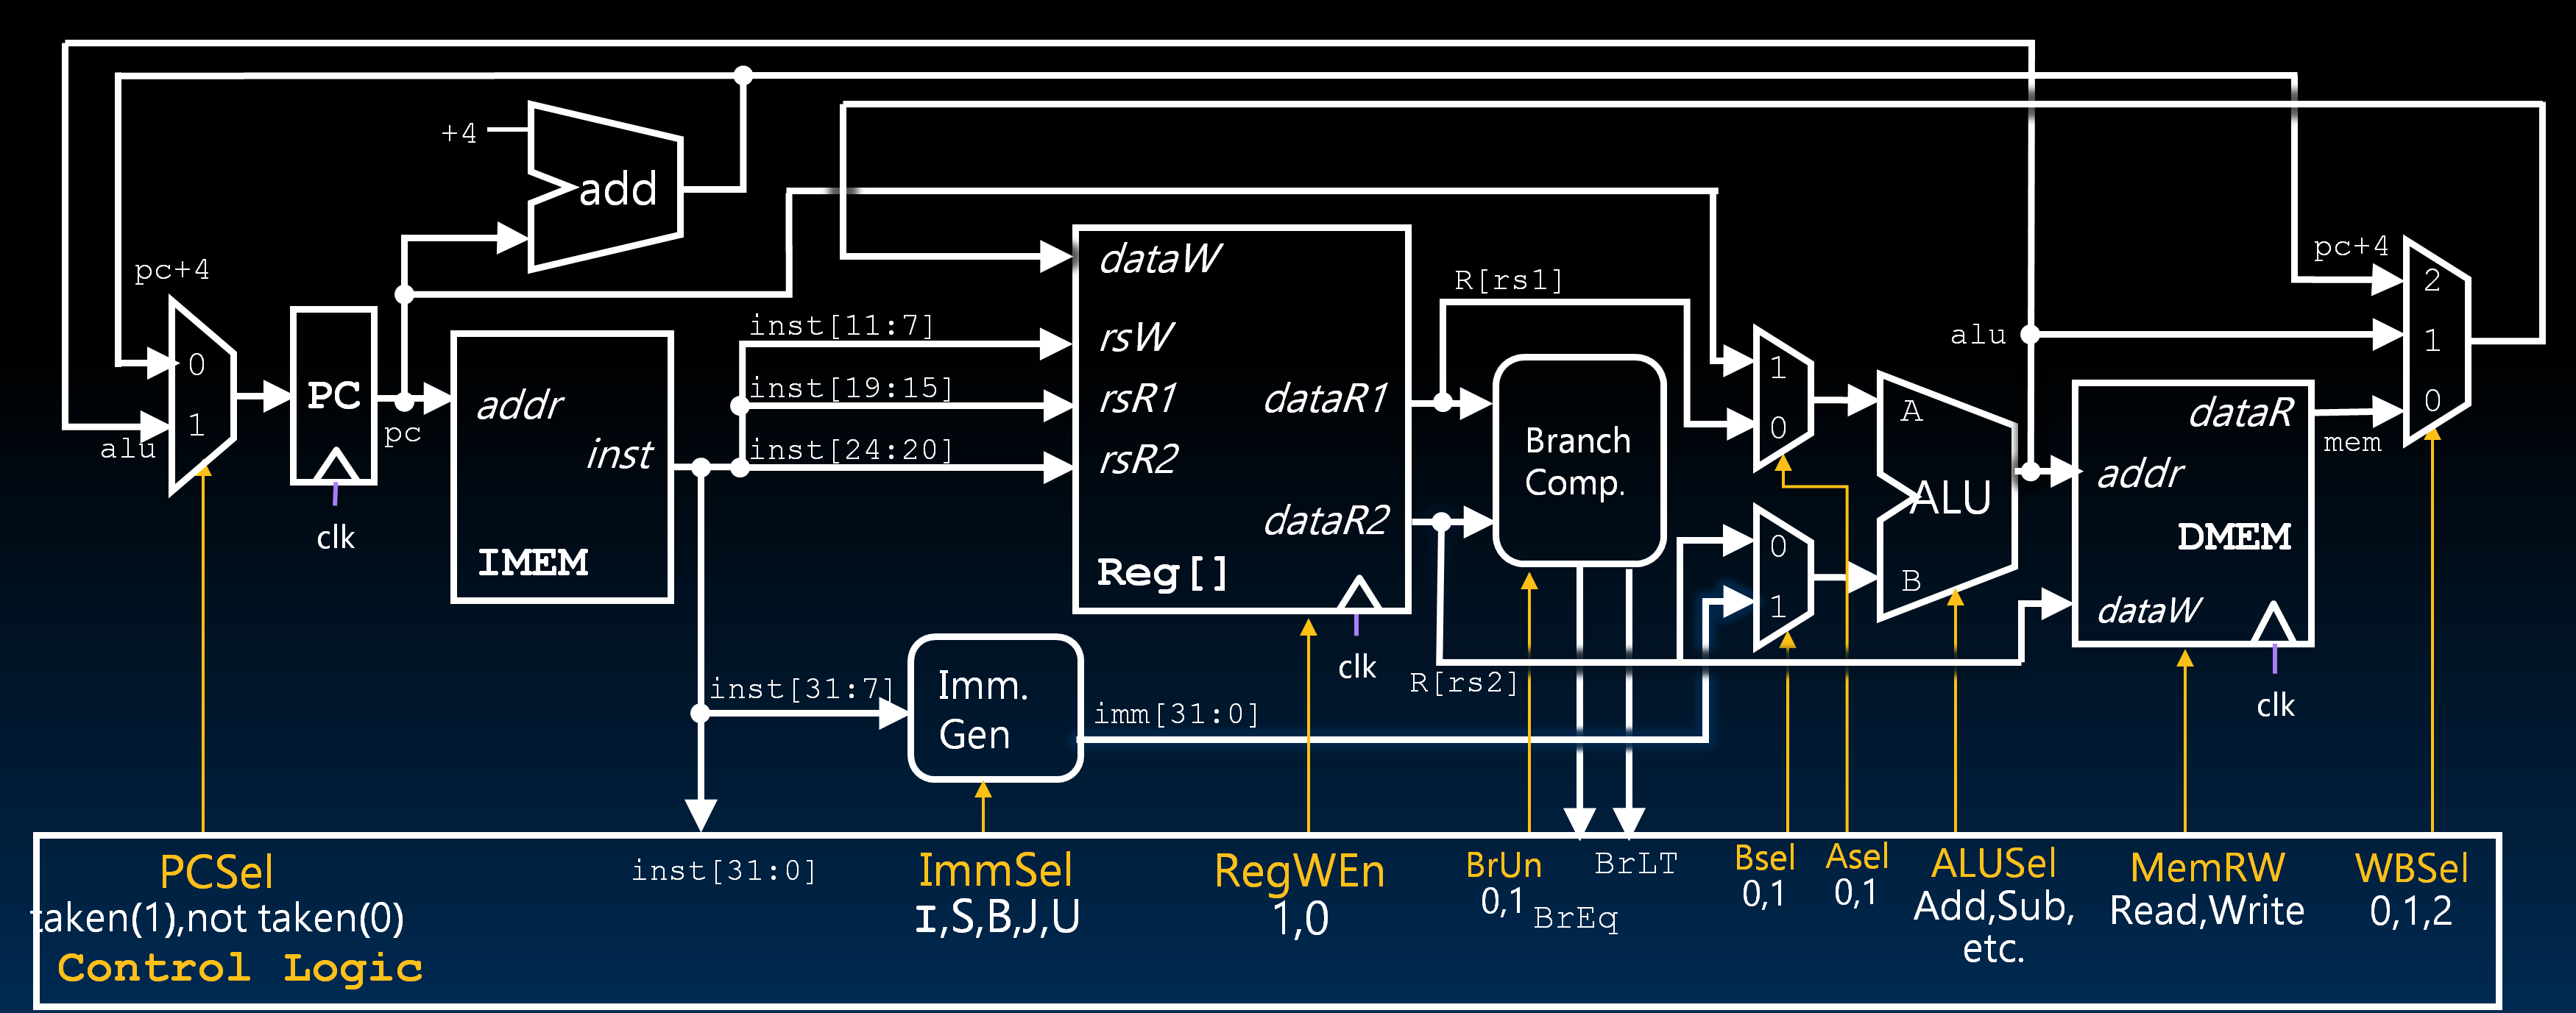 +4
add
pc+4
0
1
alu
PC
clk
pc
addr
inst
IMEM
inst[11:7]
inst[19:15]
inst[24:20]
dataW
rsW
rsR1
rsR2
dataR1
dataR2
Reg[]
clk
R[rs1]
Branch
Comp.
R[rs2]
inst[31:7]
Imm.
Gen
imm[31:0]
1
0
0
1
A
B
ALU
alu
addr
dataR
DMEM
dataW
clk
mem
pc+4
2
1
0
PCSel
taken(1),not taken(0)
Control Logic
inst[31:0]
ImmSel
I,S,B,J,U
RegWEn
1,0
BrUn
0,1
BrEq
BrLT
Bsel
0,1
Asel
0,1
ALUSel
Add,Sub,
etc.
MemRW
Read,Write
WBSel
0,1,2